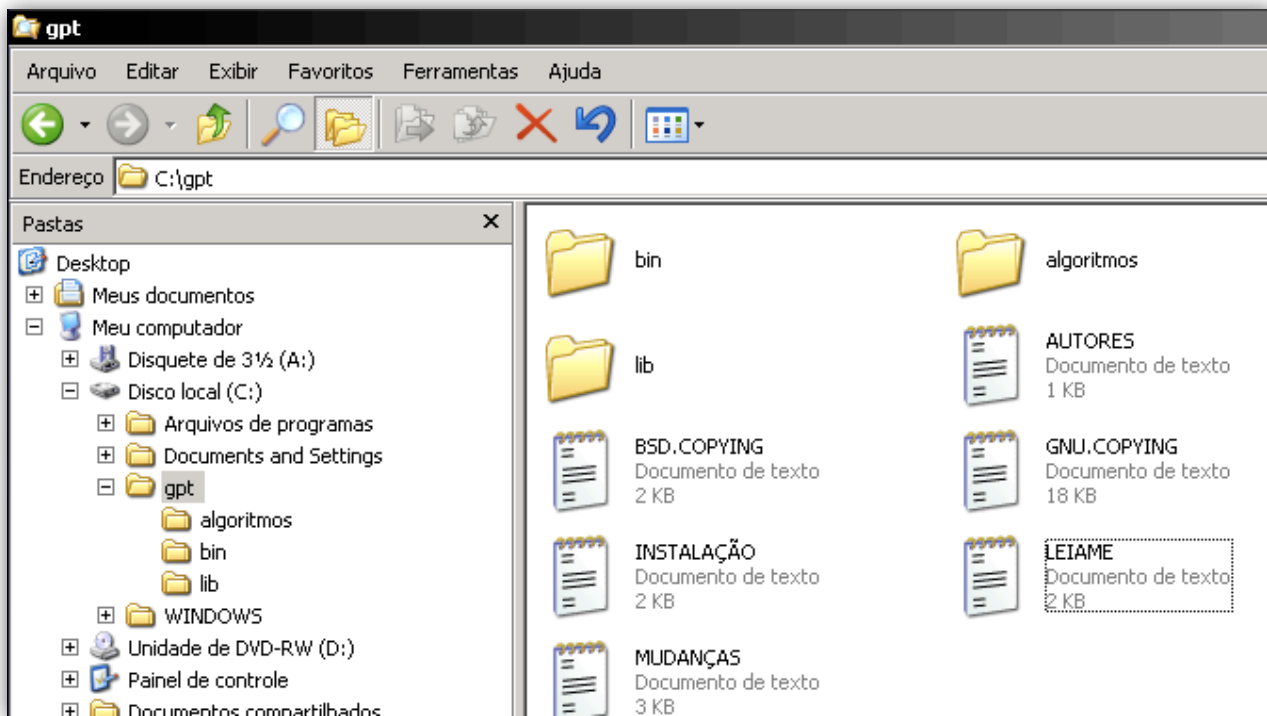 gpt
Arquivo Editar Exibir Favoritos Ferramentas Ajuda
Endereço C:\gpt
Pastas
Desktop
Meus documentos
Meu computador
Disquete de 3½ (A:)
Disco local (C:)
Arquivos de programas
Documents and Settings
gpt
algoritmos
bin
lib
WINDOWS
Unidade de DVD-RW (D:)
Painel de controle
Documentos compartilhados
bin
algoritmos
lib
AUTORES
Documento de texto
1 KB
BSD.COPYING
Documento de texto
2 KB
GNU.COPYING
Documento de texto
18 KB
INSTALAÇÃO
Documento de texto
2 KB
LEIAME
Documento de texto
2 KB
MUDANÇAS
Documento de texto
3 KB